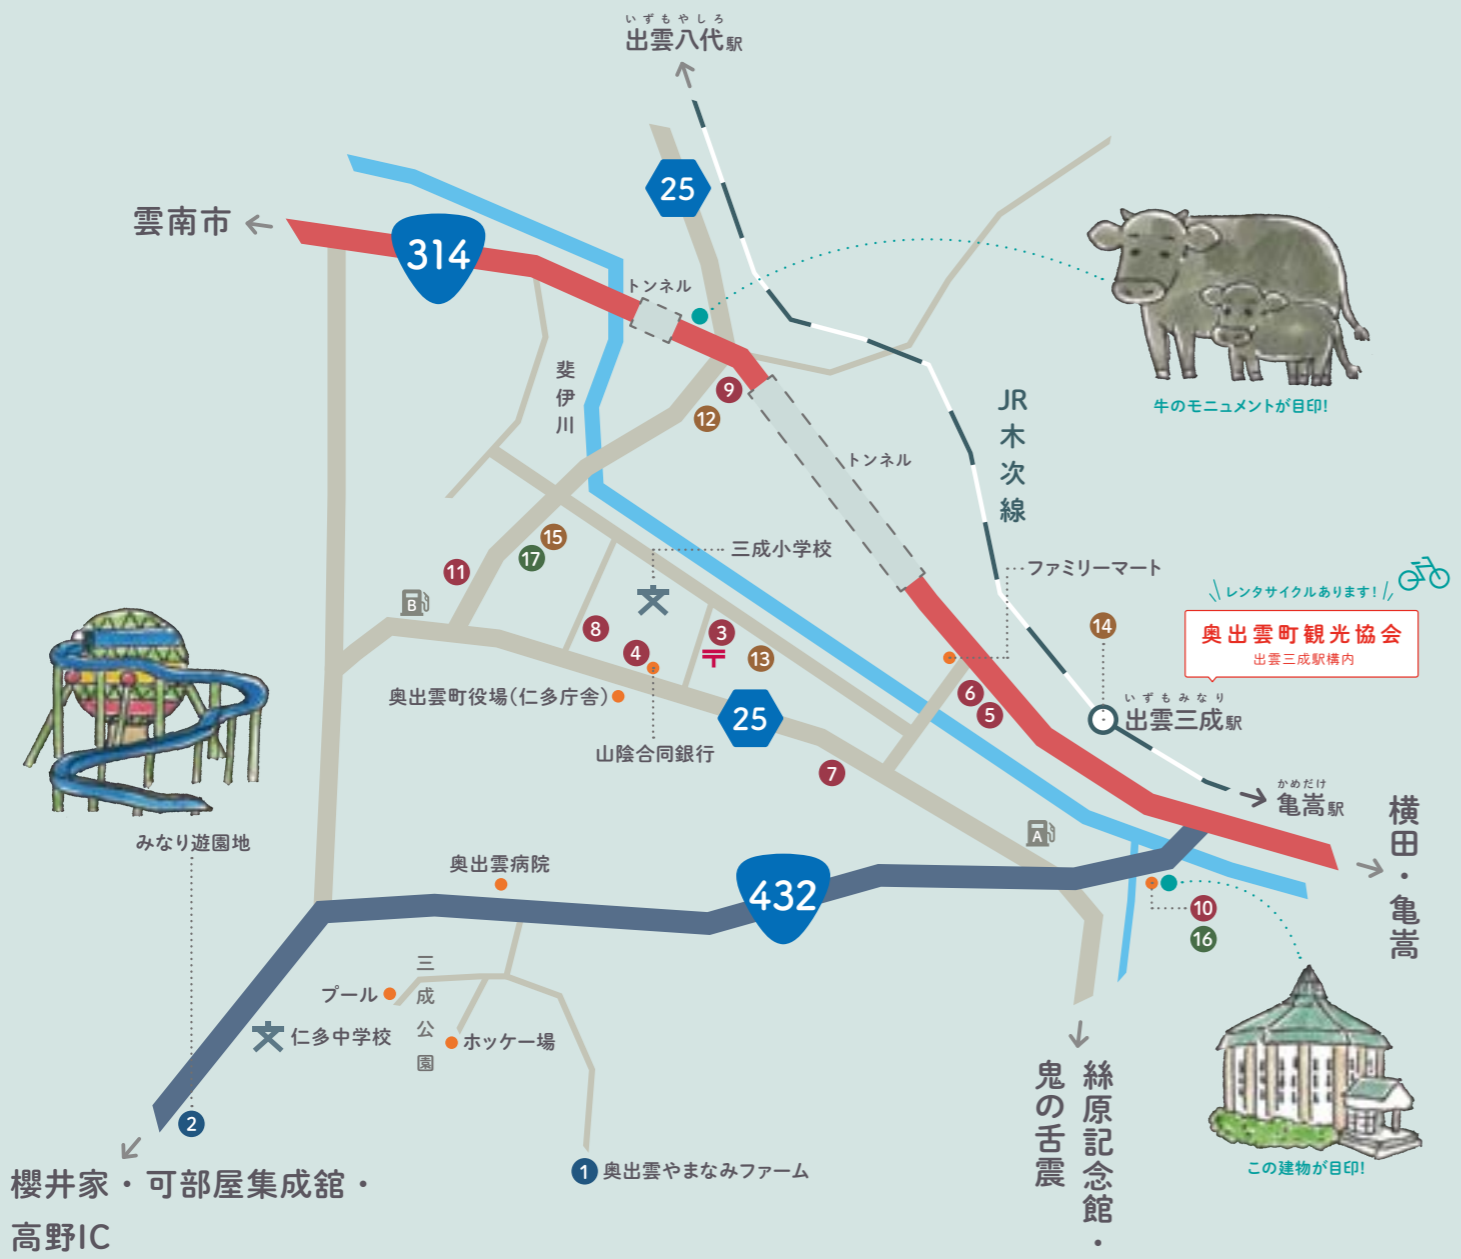 いずもやしろ
出雲八代駅
25
雲南市
314
トンネル
斐伊川
9
12
トンネル
JR木次線
牛のモニュメントが目印!
15
17
11
三成小学校
ファミリーマート
レンタサイクルあります!
奥出雲町観光協会
出雲三成駅構内
B
文
8
4
3
〒
13
14
6
5
いずもみなり
出雲三成駅
奥出雲町役場(仁多庁舎)
25
山陰合同銀行
7
かめだけ
亀嵩駅
横田・亀嵩
A
みなり遊園地
奥出雲病院
432
10
16
三成公園
プール
文
仁多中学校
ホッケー場
2
絲原記念館・
鬼の舌震
この建物が目印!
1
奥出雲やまなみファーム
櫻井家・可部屋集成舘・
高野IC